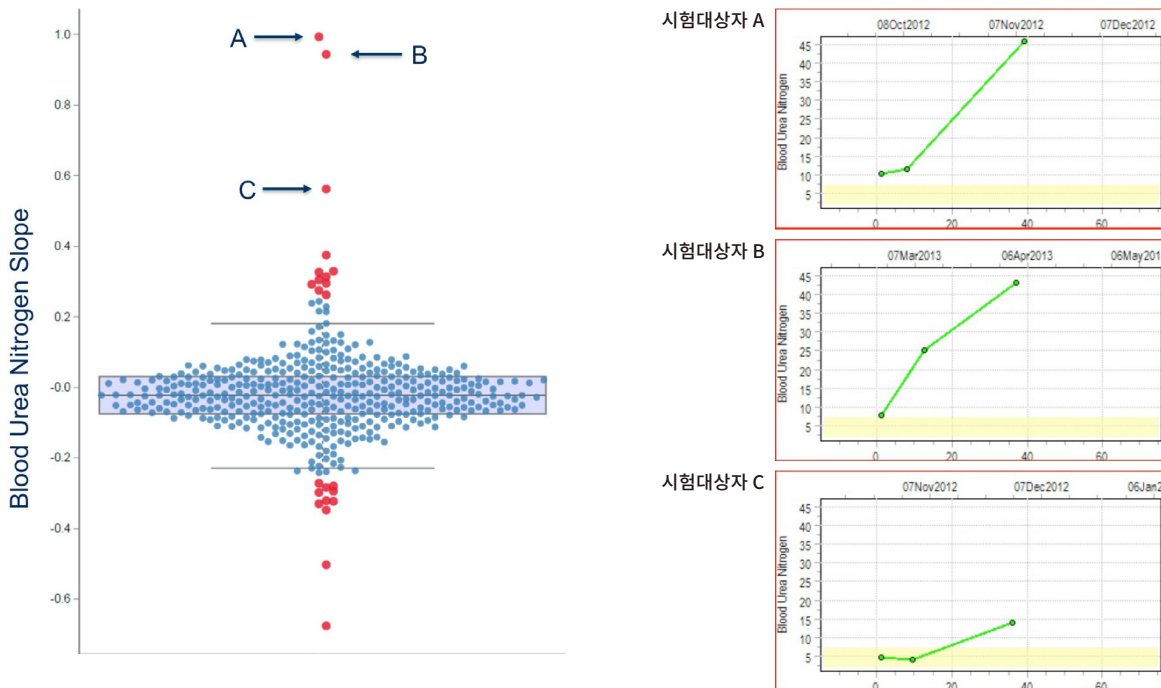 Blood Urea Nitrogen Slope
1.0
0.8
0.6
0.4
0.2
-0.0
-0.2
-0.4
-0.6
A
B
C
시험대상자 A
08Oct2012 07Nov2012 07Dec2012
Blood Urea Nitrogen
45
40
35
30
25
20
15
10
5
0 20 40 60
시험대상자 B
07Mar2013 06Apr2013 06May201
Blood Urea Nitrogen
45
40
35
30
25
20
15
10
5
0 20 40 60
시험대상자 C
07Nov2012 07Dec2012 06Jan2
Blood Urea Nitrogen
45
40
35
30
25
20
15
10
5
0 20 40 60